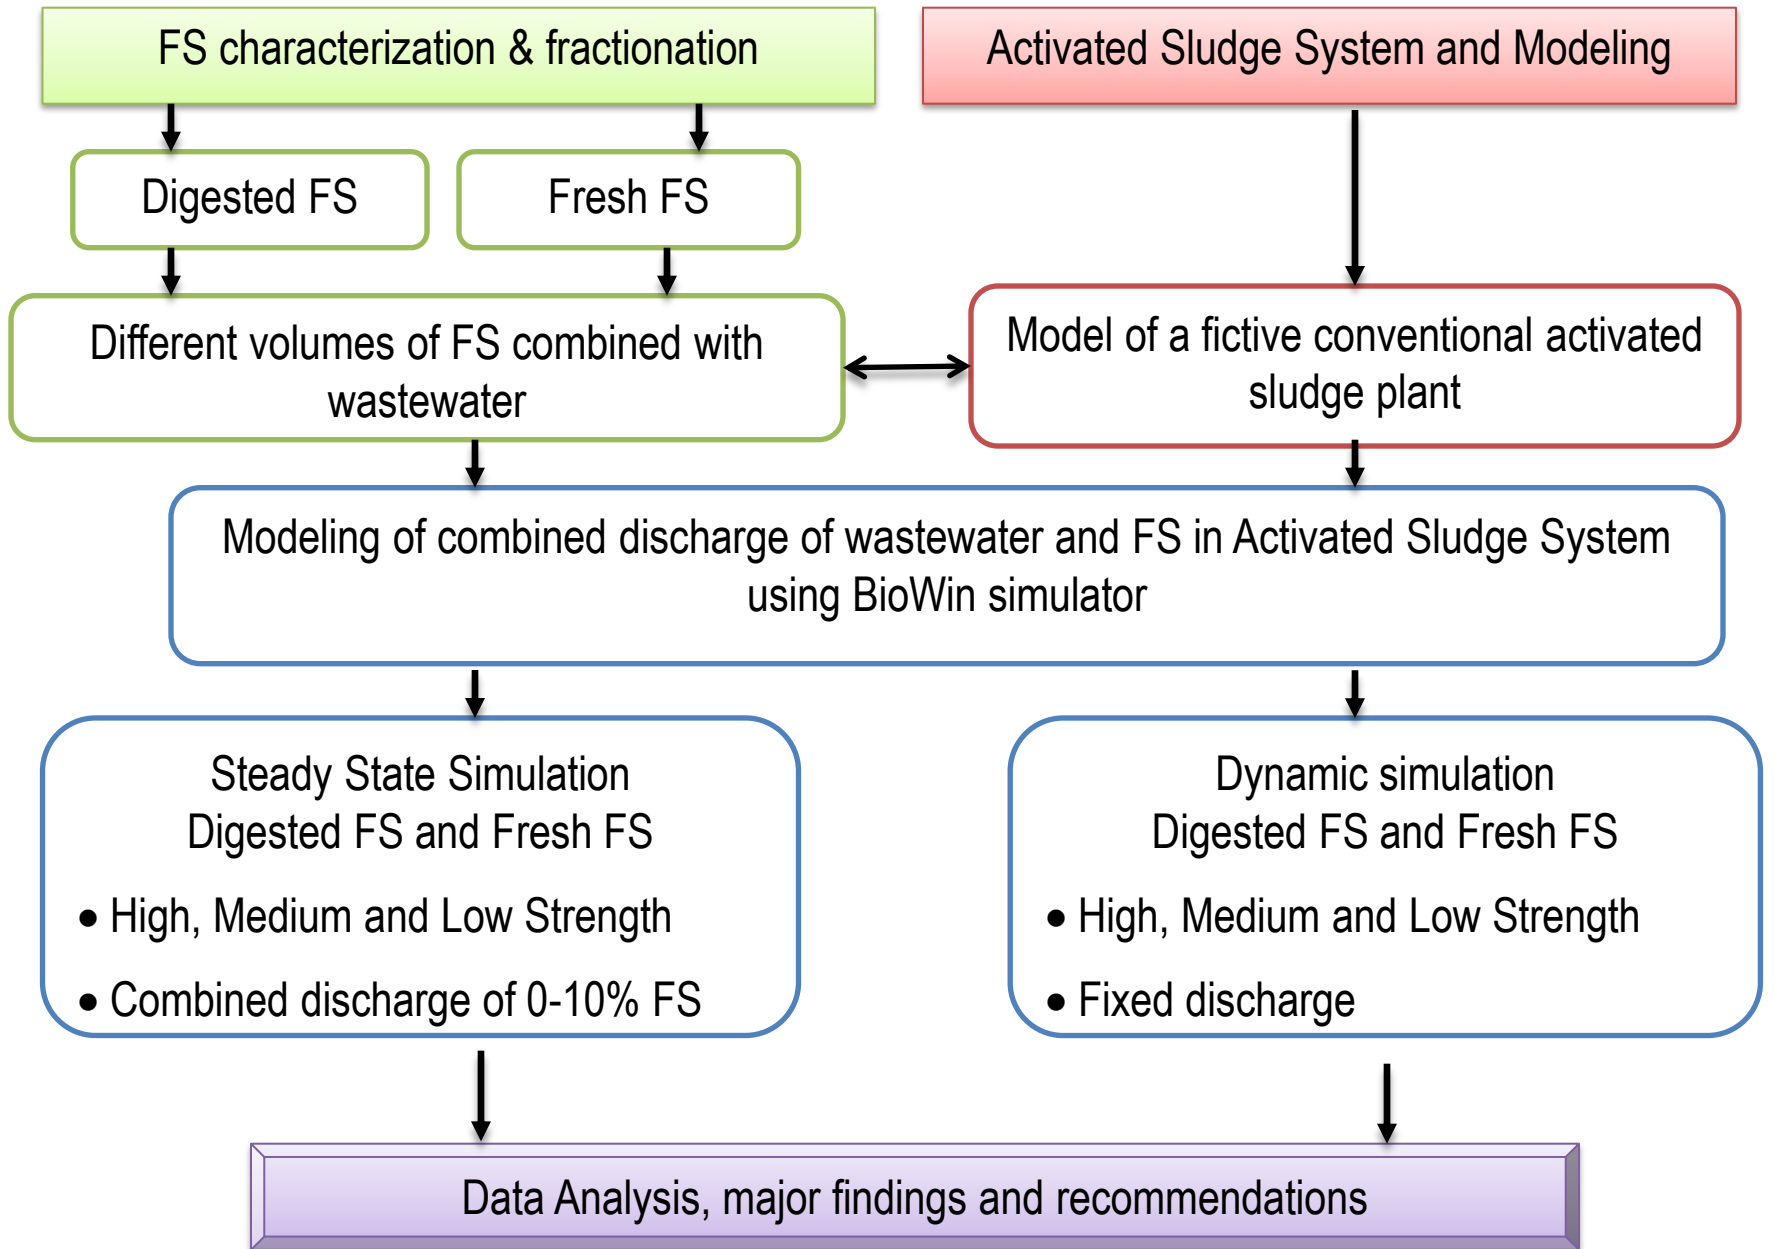 FS characterization & fractionation
Activated Sludge System and Modeling
Digested FS
Fresh FS
Different volumes of FS combined with
wastewater
Model of a fictive conventional activated
sludge plant
Modeling of combined discharge of wastewater and FS in Activated Sludge System
using BioWin simulator
Steady State Simulation
Digested FS and Fresh FS
• High, Medium and Low Strength
• Combined discharge of 0-10% FS
Dynamic simulation
Digested FS and Fresh FS
• High, Medium and Low Strength
• Fixed discharge
Data Analysis, major findings and recommendations